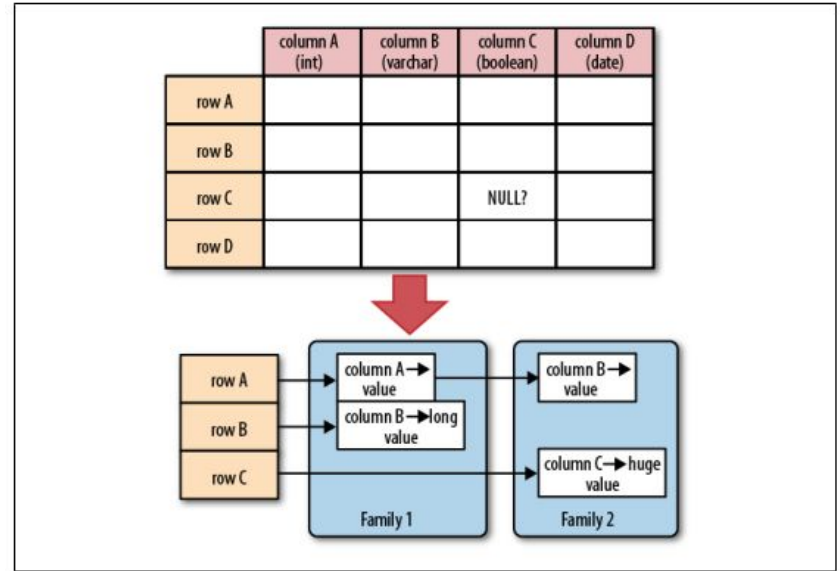 column A
(int)
column B
(varchar)
column C
(boolean)
column D
(date)
row A
row B
row C
NULL?
row D
row A
column A→
value
column B→
value
row B
column B→long
value
row C
column C→huge
value
Family 1
Family 2